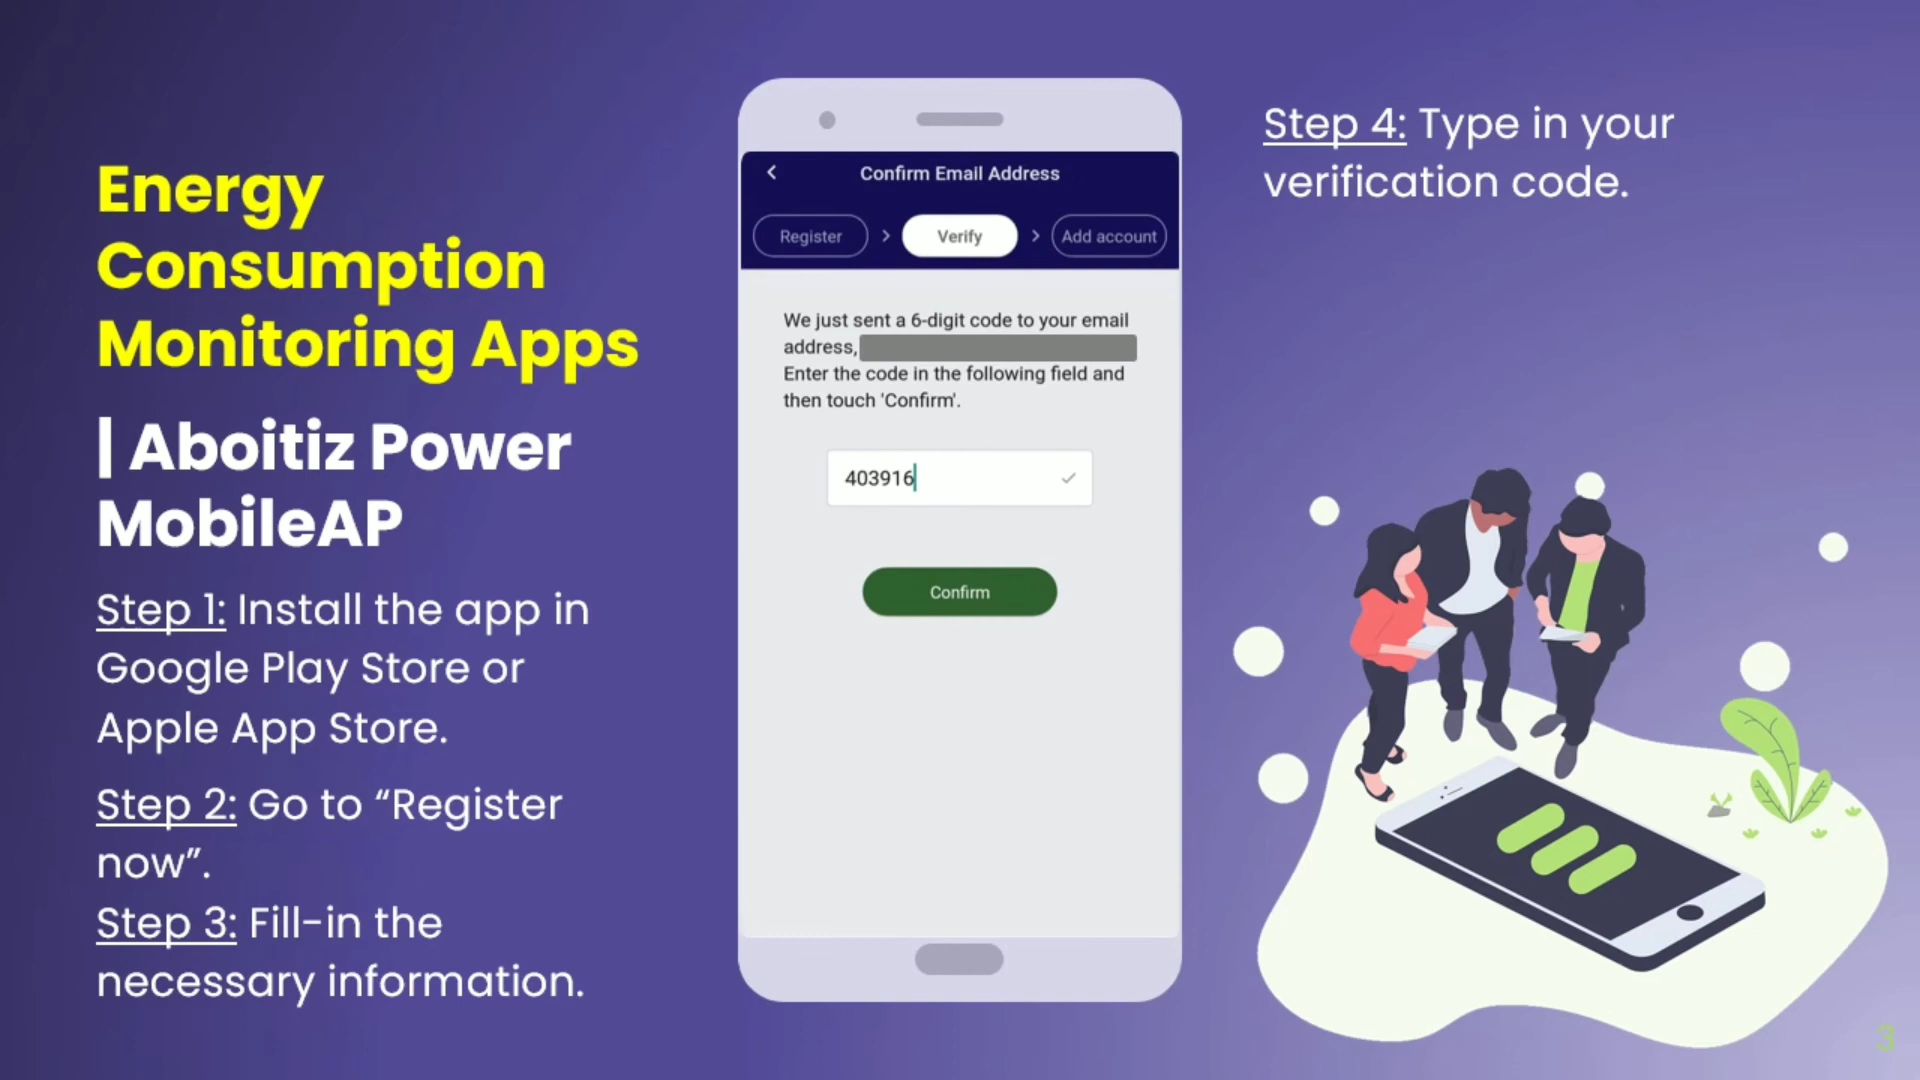 Energy
Consumption
Monitoring Apps
| Aboitiz Power
MobileAP
Step 1: Install the app in
Google Play Store or
Apple App Store.
Step 2: Go to “Register
now”.
Step 3: Fill-in the
necessary information.
Confirm Email Address
Register > Verify > Add account
We just sent a 6-digit code to your email
address,
Enter the code in the following field and
then touch 'Confirm'.
403916
Confirm
Step 4: Type in your
verification code.
3